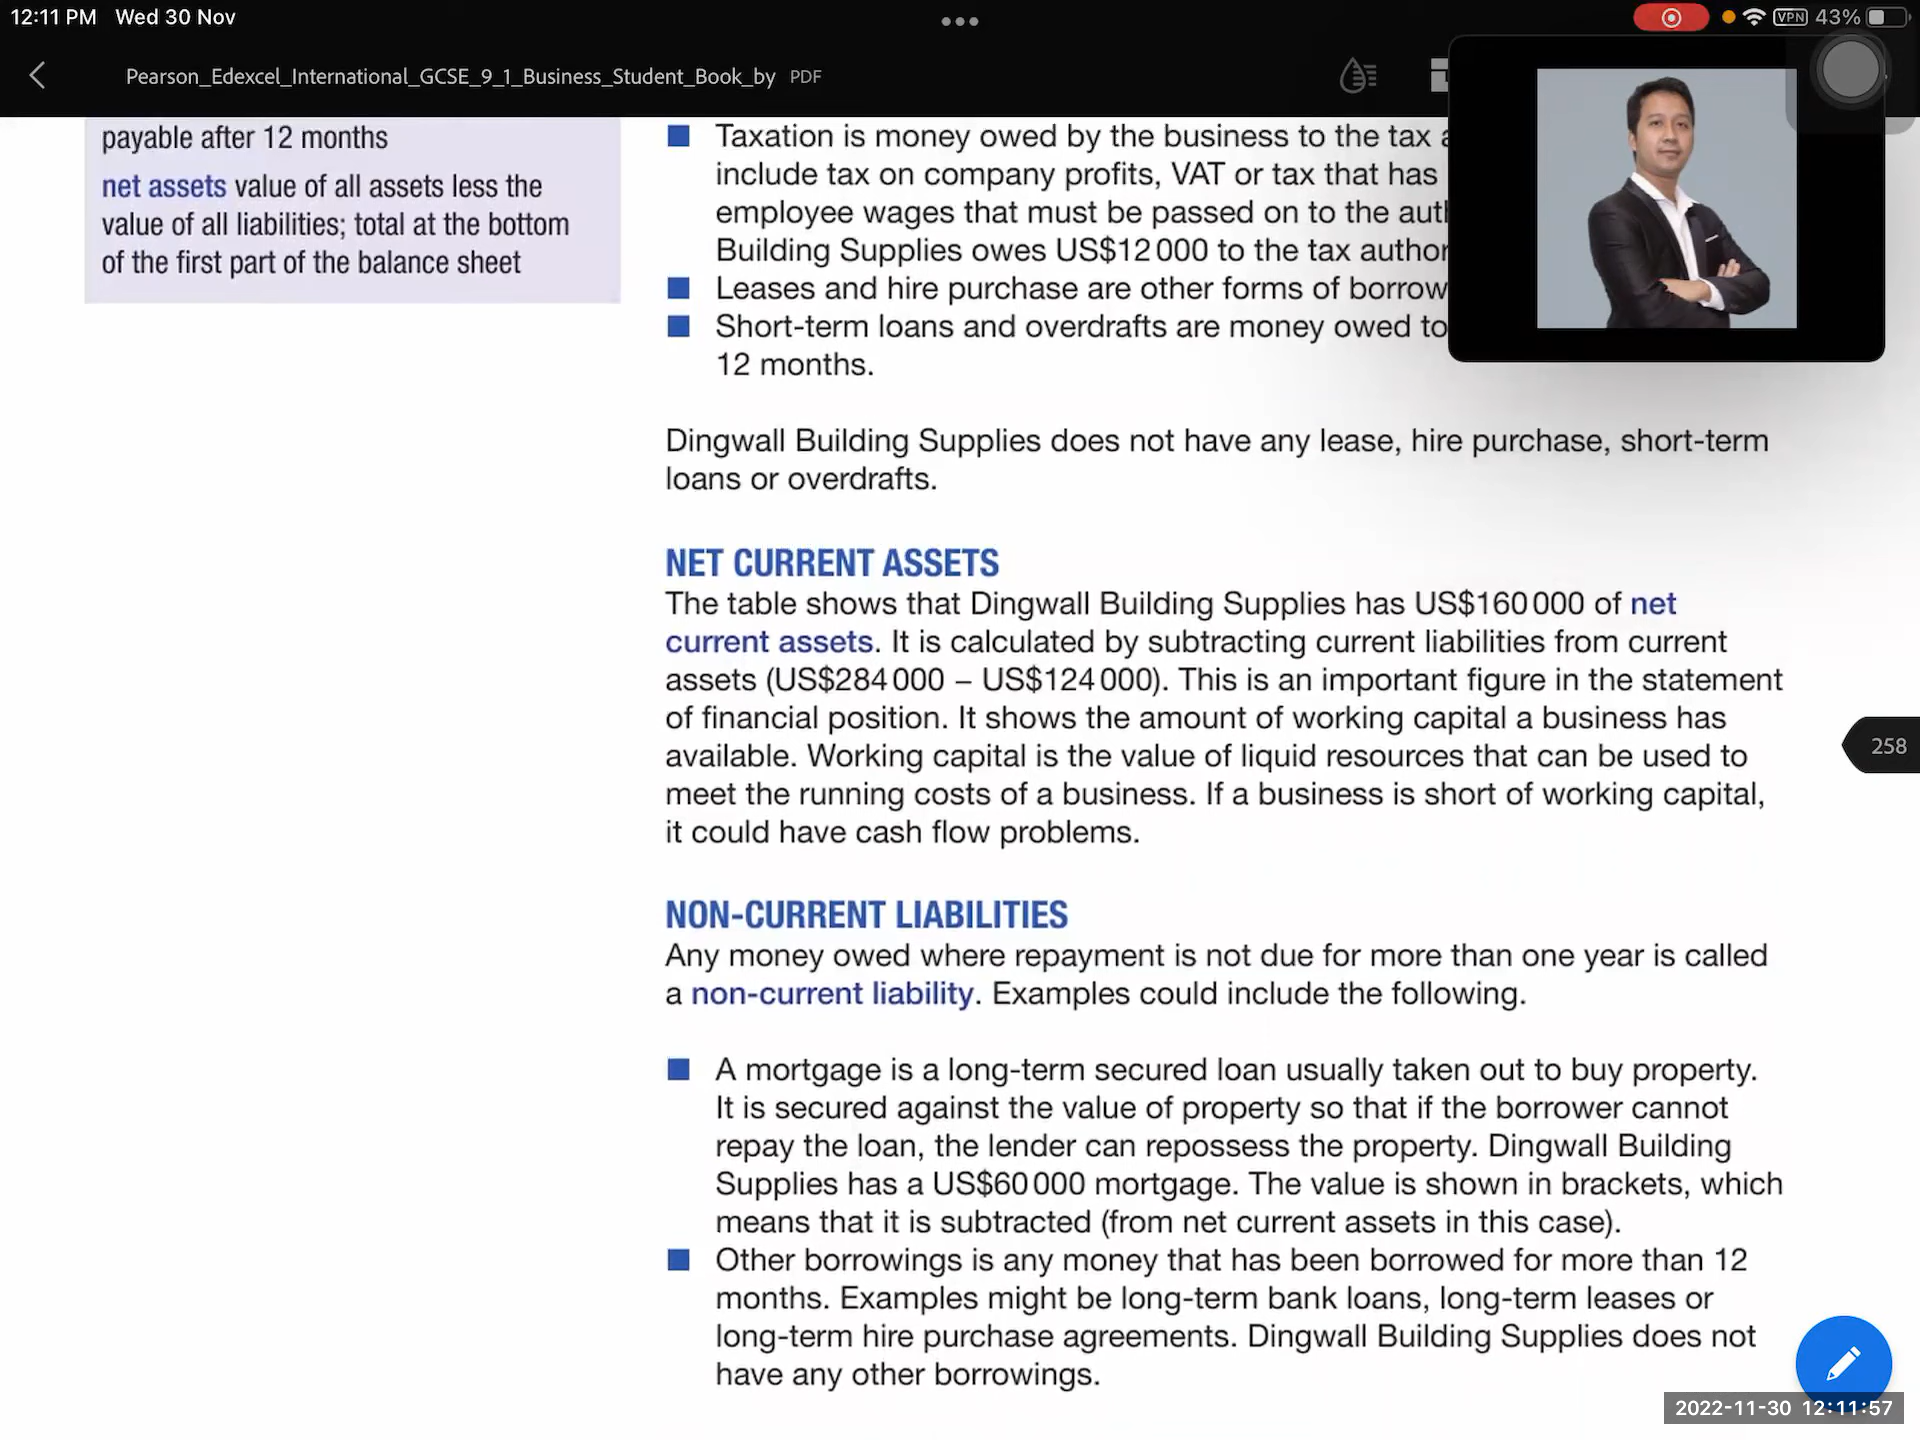 12:11 PM Wed 30 Nov
VPN 43%
Pearson_Edexcel_International_GCSE_9_1_Business_Student_Book_by PDF
payable after 12 months
net assets value of all assets less the
value of all liabilities; total at the bottom
of the first part of the balance sheet
■ Taxation is money owed by the business to the tax
include tax on company profits, VAT or tax that has
employee wages that must be passed on to the
Building Supplies owes US$12 000 to the tax
■ Leases and hire purchase are other forms of
■ Short-term loans and overdrafts are money owed to
12 months.
Dingwall Building Supplies does not have any lease, hire purchase, short-term
loans or overdrafts.
NET CURRENT ASSETS
The table shows that Dingwall Building Supplies has US$160 000 of net
current assets. It is calculated by subtracting current liabilities from current
assets (US$284 000 – US$124 000). This is an important figure in the statement
of financial position. It shows the amount of working capital a business has
available. Working capital is the value of liquid resources that can be used to
meet the running costs of a business. If a business is short of working capital,
it could have cash flow problems.
258
NON-CURRENT LIABILITIES
Any money owed where repayment is not due for more than one year is called
a non-current liability. Examples could include the following.
■ A mortgage is a long-term secured loan usually taken out to buy property.
It is secured against the value of property so that if the borrower cannot
repay the loan, the lender can repossess the property. Dingwall Building
Supplies has a US$60 000 mortgage. The value is shown in brackets, which
means that it is subtracted (from net current assets in this case).
■ Other borrowings is any money that has been borrowed for more than 12
months. Examples might be long-term bank loans, long-term leases or
long-term hire purchase agreements. Dingwall Building Supplies does not
have any other borrowings.
2022-11-30 12:11:57